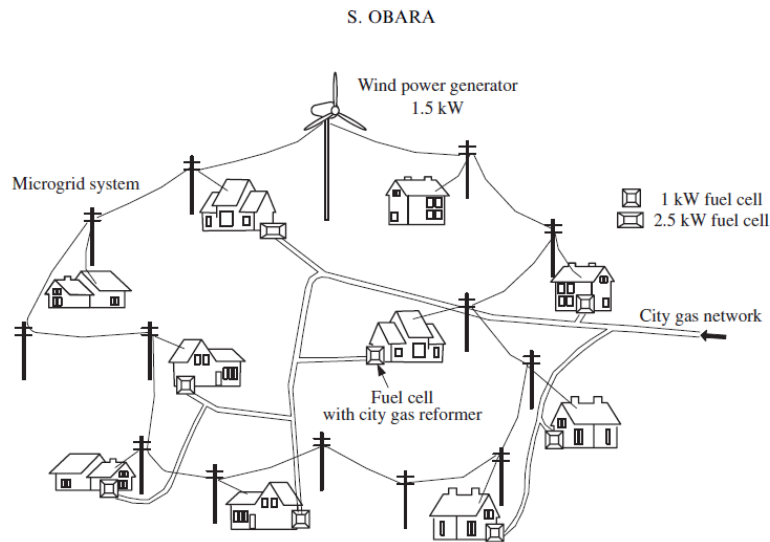 S. OBARA
Wind power generator
1.5 kW
Microgrid system
1 kW fuel cell
2.5 kW fuel cell
City gas network
Fuel cell
with city gas reformer